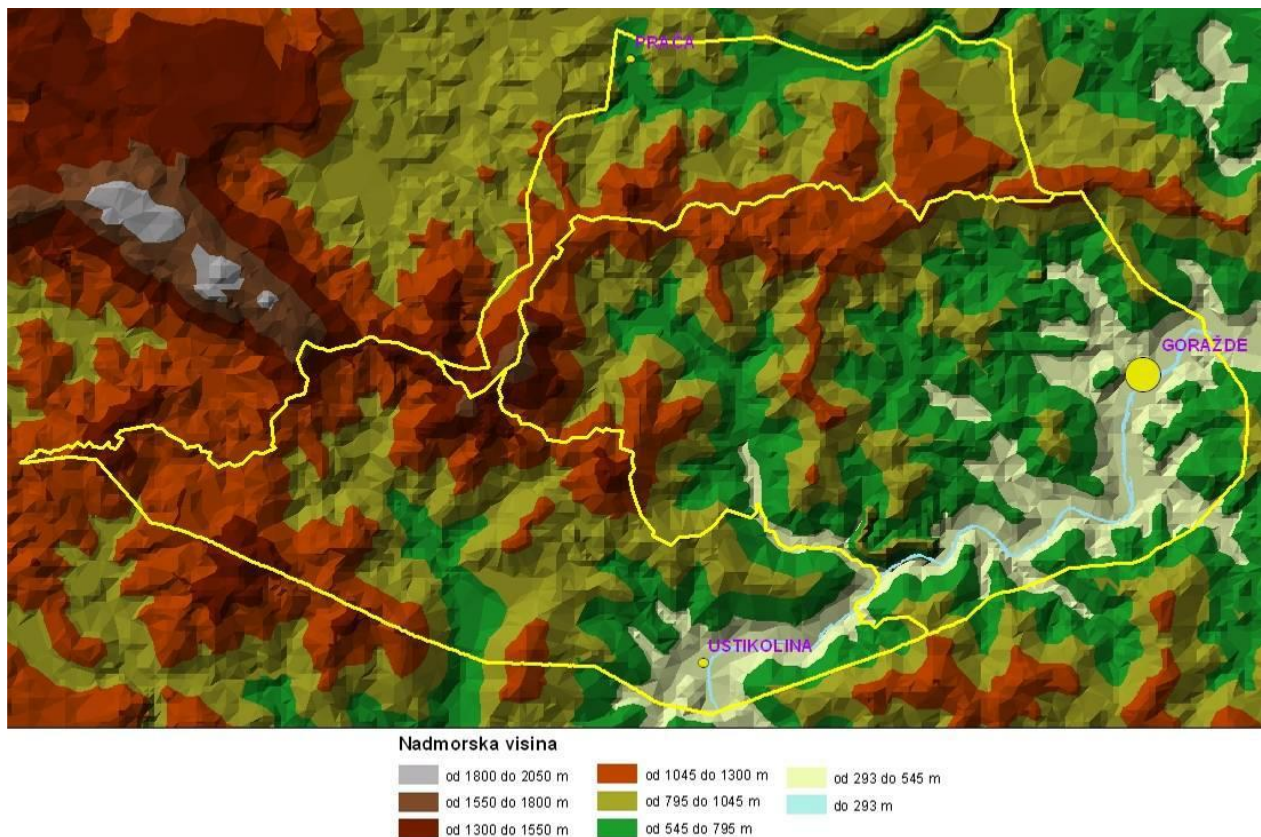 PRAČA
GORAŽDE
USTIKOLINA
Nadmorska visina
od 1800 do 2050 m
od 1550 do 1800 m
od 1300 do 1550 m
od 1045 do 1300 m
od 795 do 1045 m
od 545 do 795 m
od 293 do 545 m
do 293 m